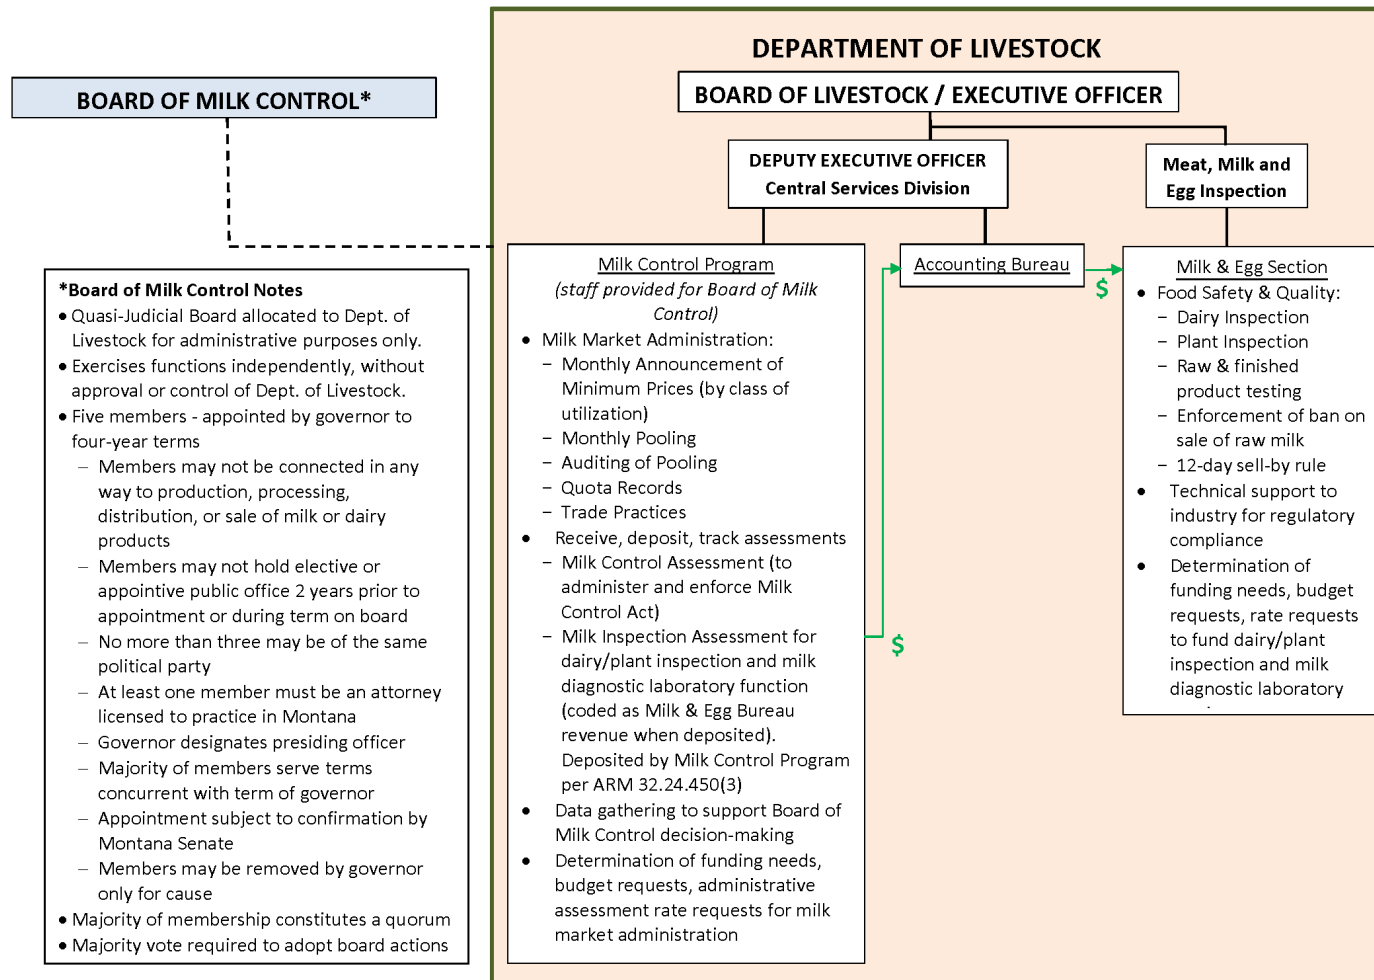 DEPARTMENT OF LIVESTOCK
BOARD OF MILK CONTROL*
BOARD OF LIVESTOCK / EXECUTIVE OFFICER
DEPUTY EXECUTIVE OFFICER
Central Services Division
Meat, Milk and
Egg Inspection
*Board of Milk Control Notes
• Quasi-Judicial Board allocated to Dept. of
Livestock for administrative purposes only.
• Exercises functions independently, without
approval or control of Dept. of Livestock.
• Five members - appointed by governor to
four-year terms
– Members may not be connected in any
way to production, processing,
distribution, or sale of milk or dairy
products
– Members may not hold elective or
appointive public office 2 years prior to
appointment or during term on board
– No more than three may be of the same
political party
– At least one member must be an attorney
licensed to practice in Montana
– Governor designates presiding officer
– Majority of members serve terms
concurrent with term of governor
– Appointment subject to confirmation by
Montana Senate
– Members may be removed by governor
only for cause
• Majority of membership constitutes a quorum
• Majority vote required to adopt board actions
Milk Control Program
(staff provided for Board of Milk
Control)
• Milk Market Administration:
– Monthly Announcement of
Minimum Prices (by class of
utilization)
– Monthly Pooling
– Auditing of Pooling
– Quota Records
– Trade Practices
• Receive, deposit, track assessments
– Milk Control Assessment (to
administer and enforce Milk
Control Act)
– Milk Inspection Assessment for
dairy/plant inspection and milk
diagnostic laboratory function
(coded as Milk & Egg Bureau
revenue when deposited).
Deposited by Milk Control Program
per ARM 32.24.450(3)
• Data gathering to support Board of
Milk Control decision-making
• Determination of funding needs,
budget requests, administrative
assessment rate requests for milk
market administration
$
Accounting Bureau
$
Milk & Egg Section
• Food Safety & Quality:
– Dairy Inspection
– Plant Inspection
– Raw & finished
product testing
– Enforcement of ban on
sale of raw milk
– 12-day sell-by rule
• Technical support to
industry for regulatory
compliance
• Determination of
funding needs, budget
requests, rate requests
to fund dairy/plant
inspection and milk
diagnostic laboratory